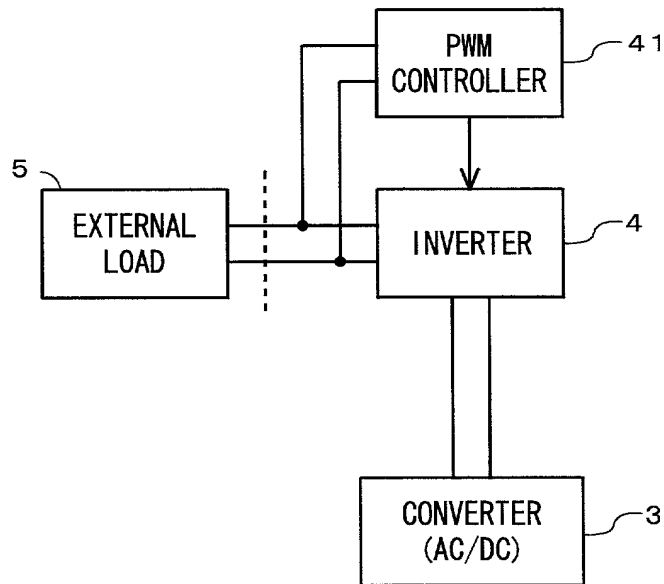 PWM
CONTROLLER
41
5
EXTERNAL
LOAD
INVERTER
4
CONVERTER
(AC/DC)
3